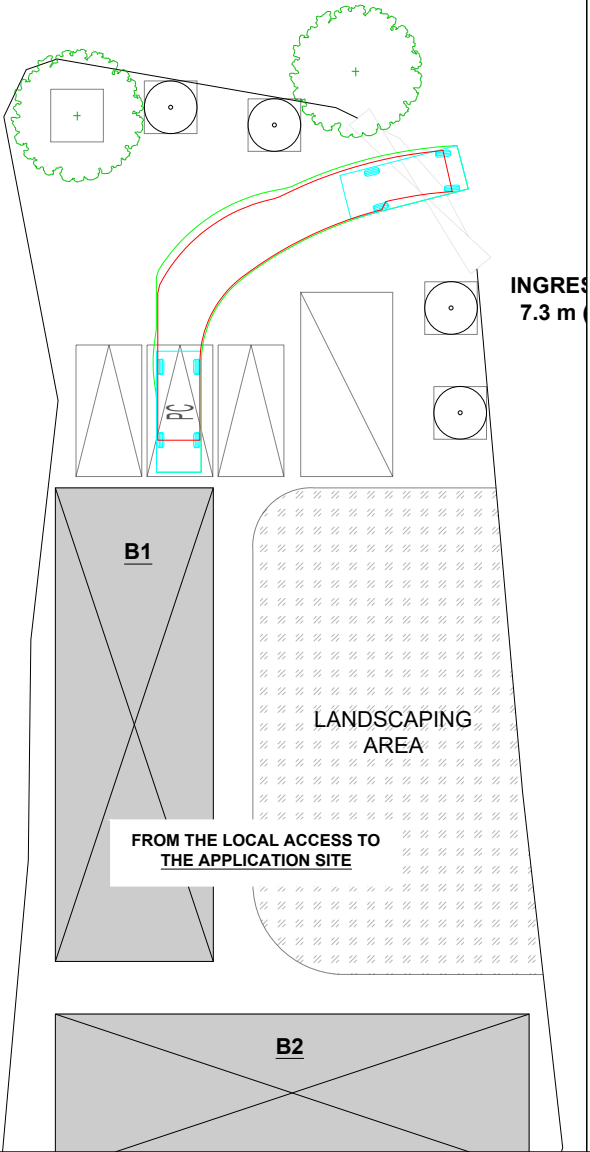 INGRES
7.3 m (
PC
B1
LANDSCAPING
AREA
FROM THE LOCAL ACCESS TO
THE APPLICATION SITE
B2